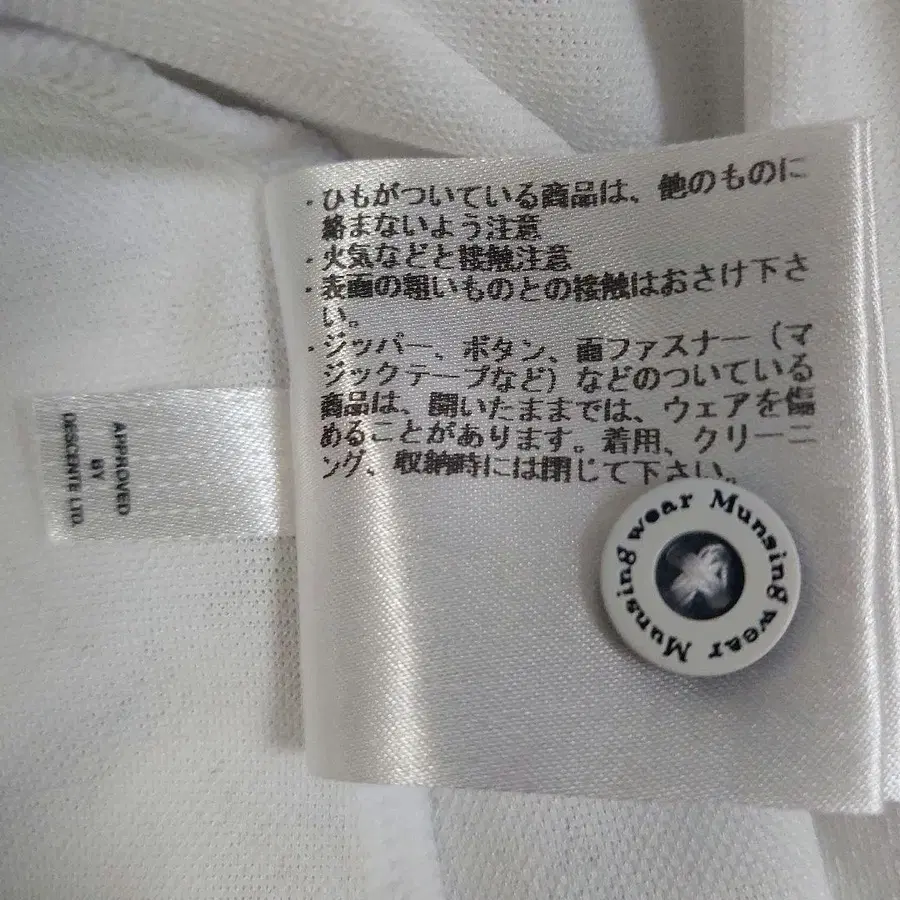 ・ひもがついている商品は、他のものに
絡まないよう注意
・火気などと接触注意
・表面の粗いものとの接触はおさけ下さ
い。
・ジッパー、ボタン、面ファスナー（マ
ジックテープなど）などのついている
商品は、開いたままでは、ウェアを傷
めることがあります。着用、クリーニ
ング、収納時には閉じて下さい。
APPROVED
BY
DESCENTE LTD.
Munsingwear Munsingwear